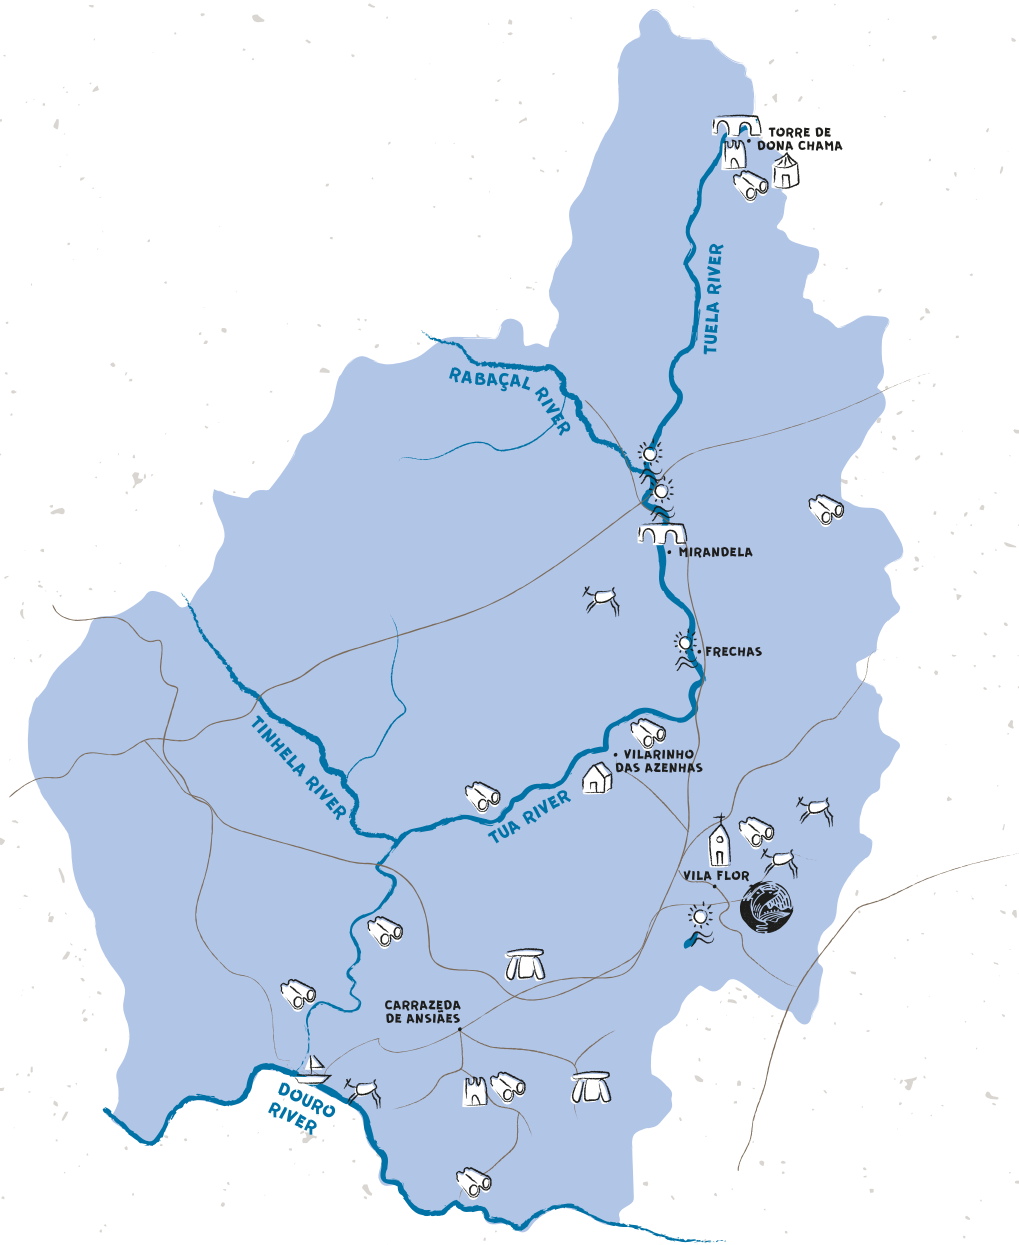 TORRE DE
DONA CHAMA
TUELA RIVER
RABAÇAL RIVER
MIRANDELA
FRECHAS
TINHELA RIVER
VILARINHO
DAS AZENHAS
TUA RIVER
VILA FLOR
CARRAZEDA
DE ANSIÃES
DOURO
RIVER